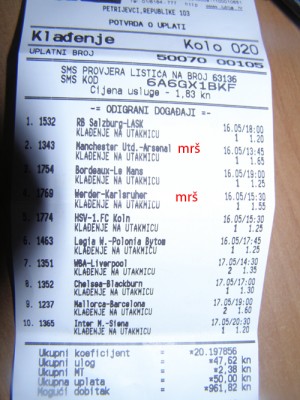 PETRIJEVCI,REPUBLIKE 103
POTVRDA O UPLATI
Klađenje Kolo 020
UPLATNI BROJ 50070 00105
SMS PROVJERA LISTIĆA NA BROJ 63136
SMS KOD 6A6GX1BKF
Cijena usluge - 1,83 kn
-= ODIGRANI DOGAĐAJI =-
1. 1532 RB Salzburg-LASK 16.05/18:00
KLAĐENJE NA UTAKMICU 1 1.20
2. 1343 Manchester Utd.-Arsenal mrš 16.05/13:45
KLAĐENJE NA UTAKMICU 1 1.65
3. 1754 Bordeaux-Le Mans 16.05/19:00
KLAĐENJE NA UTAKMICU 1 1.25
4. 1769 Werder-Karlsruher mrš 16.05/15:30
KLAĐENJE NA UTAKMICU 1 1.55
5. 1774 HSV-1.FC Koln 16.05/15:30
KLAĐENJE NA UTAKMICU 1 1.25
6. 1463 Legia W.-Polonia Bytom 16.05/17:45
KLAĐENJE NA UTAKMICU 1 1.25
7. 1351 WBA-Liverpool 17.05/14:30
KLAĐENJE NA UTAKMICU 2 1.35
8. 1352 Chelsea-Blackburn 17.05/17:00
KLAĐENJE NA UTAKMICU 1 1.30
9. 1237 Mallorca-Barcelona 17.05/19:00
KLAĐENJE NA UTAKMICU 2 1.60
10. 1365 Inter M.-Siena 17.05/20:30
KLAĐENJE NA UTAKMICU 1 1.20
Ukupni koeficijent = *20.197856
Ukupni ulog = *47,62 kn
Ukupni MT = *2,38 kn
Ukupna uplata = *50,00 kn
Mogući dobitak = *961,82 kn